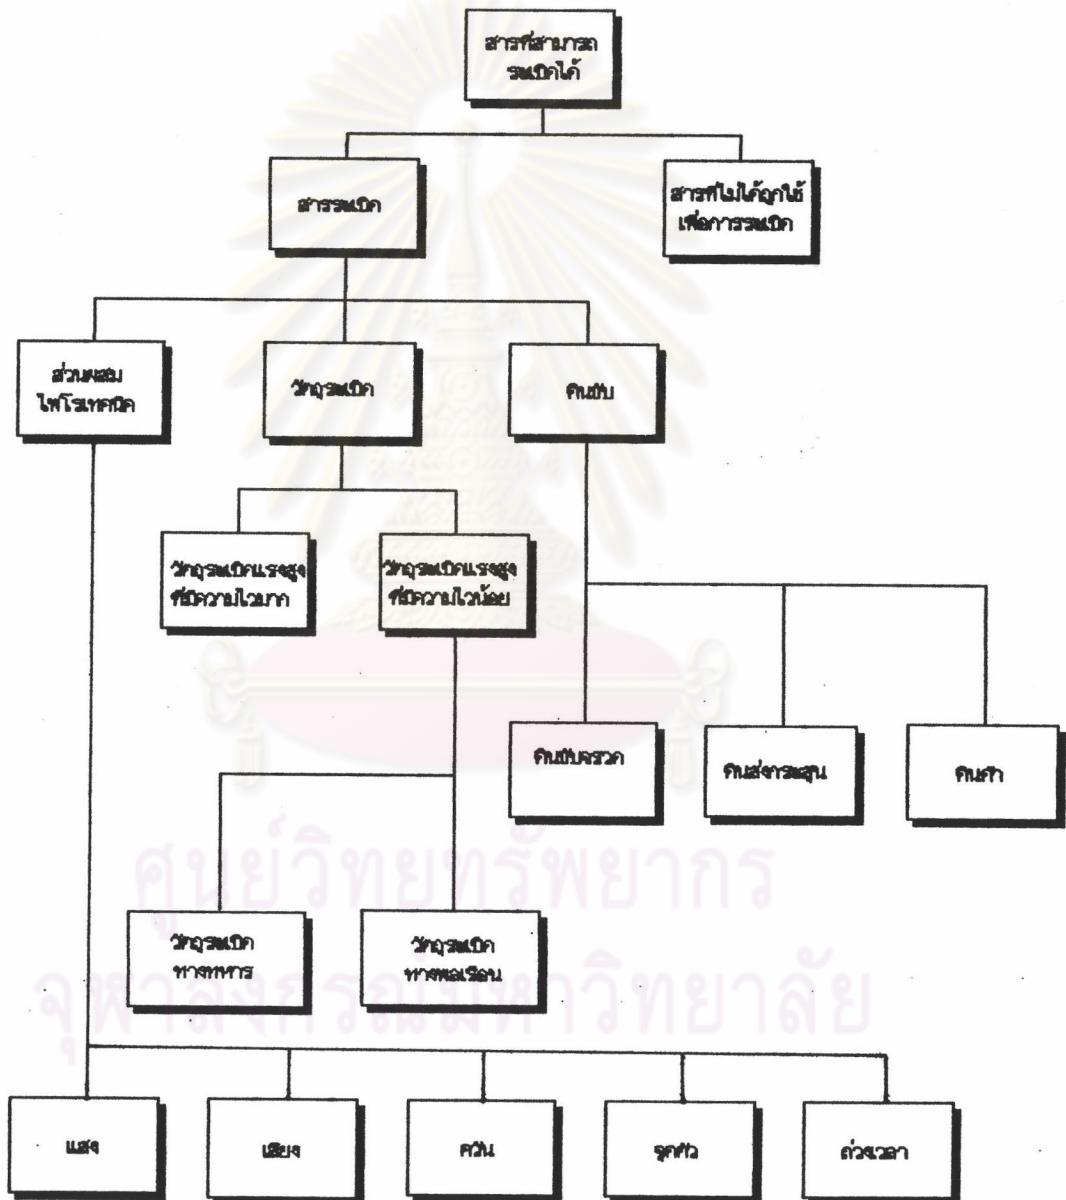 สารที่สามารถ
ระเบิดได้
สารระเบิด
สารที่ไม่ได้ถูกใช้
เพื่อการระเบิด
ส่วนผสม
ไพโรเทคนิค
วัตถุระเบิด
ดินขับ
วัตถุระเบิดแรงสูง
ที่มีความไวมาก
วัตถุระเบิดแรงสูง
ที่มีความไวน้อย
ดินขับจรวด
ดินส่งกระสุน
ดินดำ
วัตถุระเบิด
ทางทหาร
วัตถุระเบิด
ทางพลเรือน
ศูนย์วิทยทรัพยากร
จุฬาลงกรณ์มหาวิทยาลัย
แสง
เสียง
ควัน
จุดตัว
ถ่วงเวลา